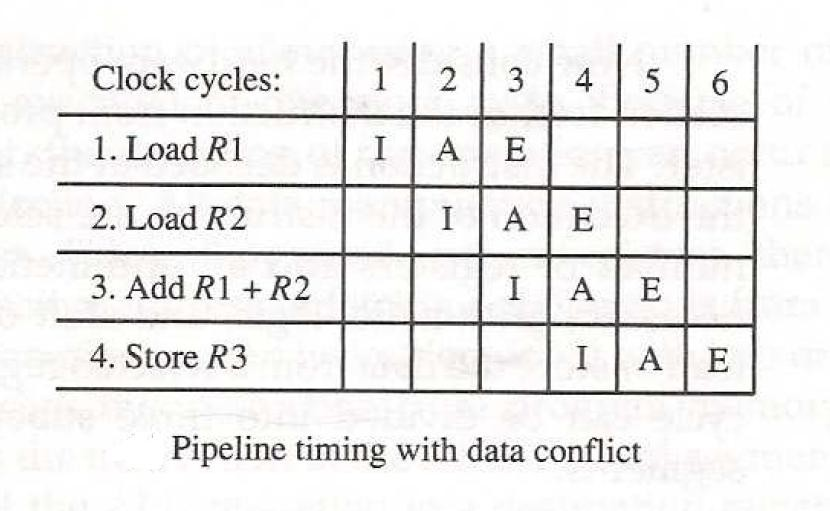 Clock cycles: 1 2 3 4 5 6
1. Load R1 I A E
2. Load R2 I A E
3. Add R1 + R2 I A E
4. Store R3 I A E
Pipeline timing with data conflict